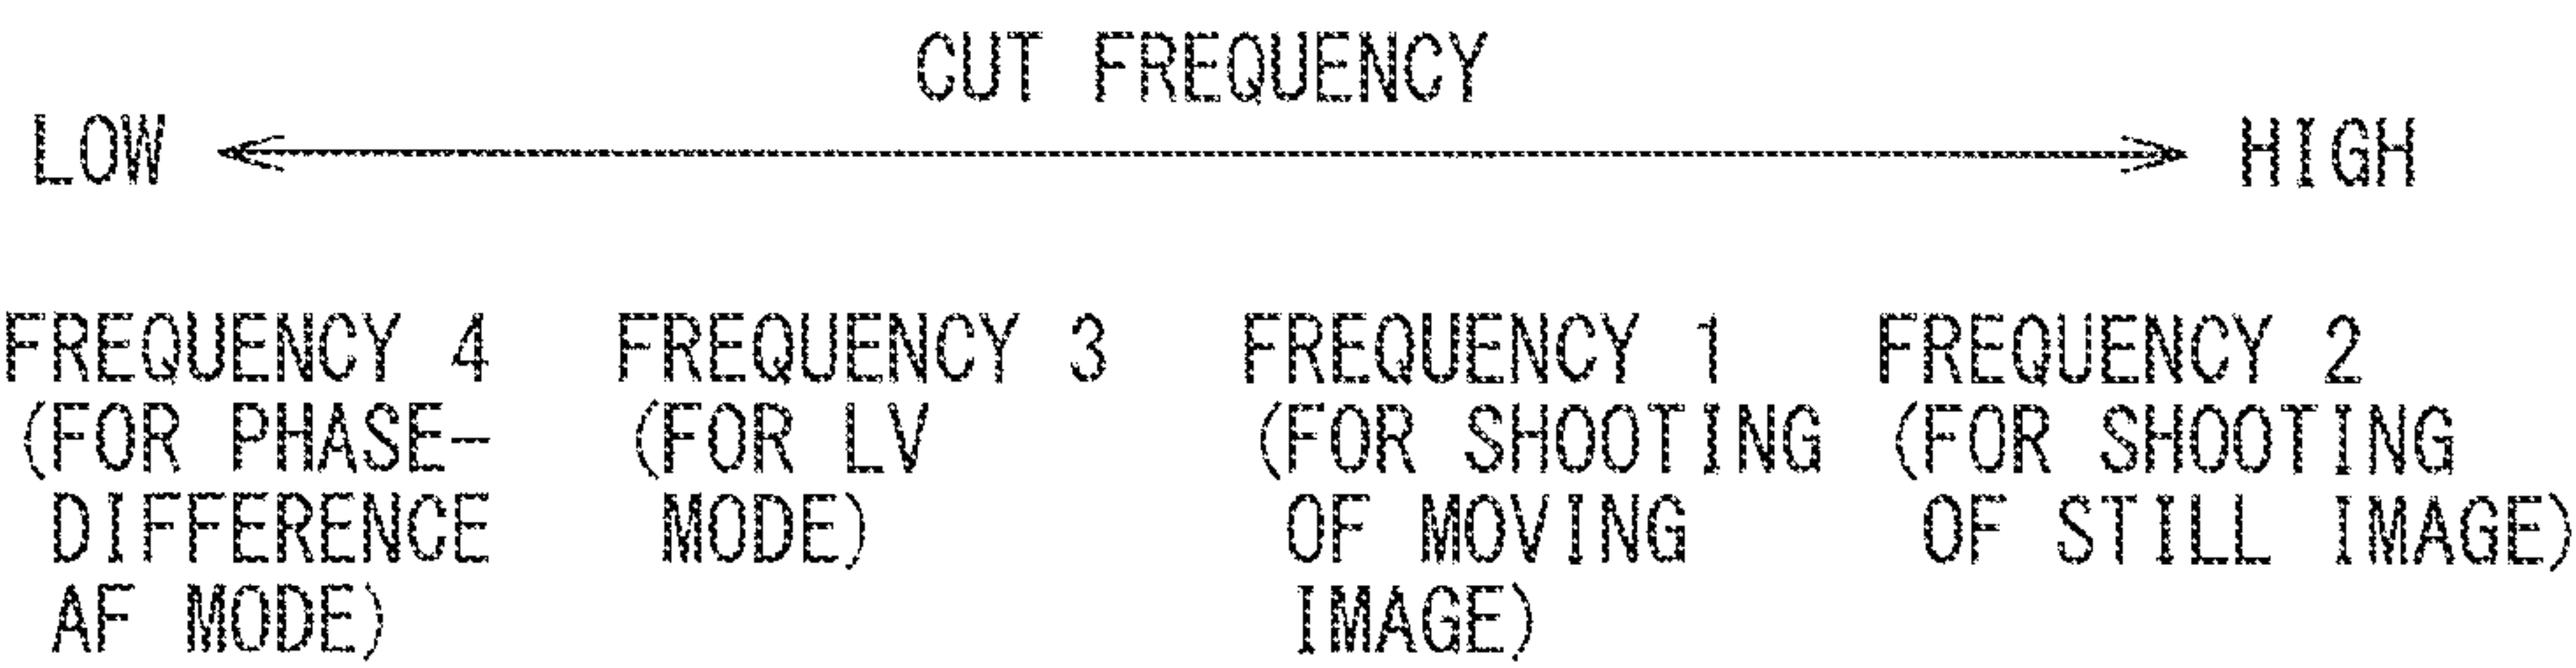 CUT FREQUENCY
LOW HIGH
FREQUENCY 4
(FOR PHASE-
DIFFERENCE
AF MODE)
FREQUENCY 3
(FOR LV
MODE)
FREQUENCY 1
(FOR SHOOTING
OF MOVING
IMAGE)
FREQUENCY 2
(FOR SHOOTING
OF STILL IMAGE)